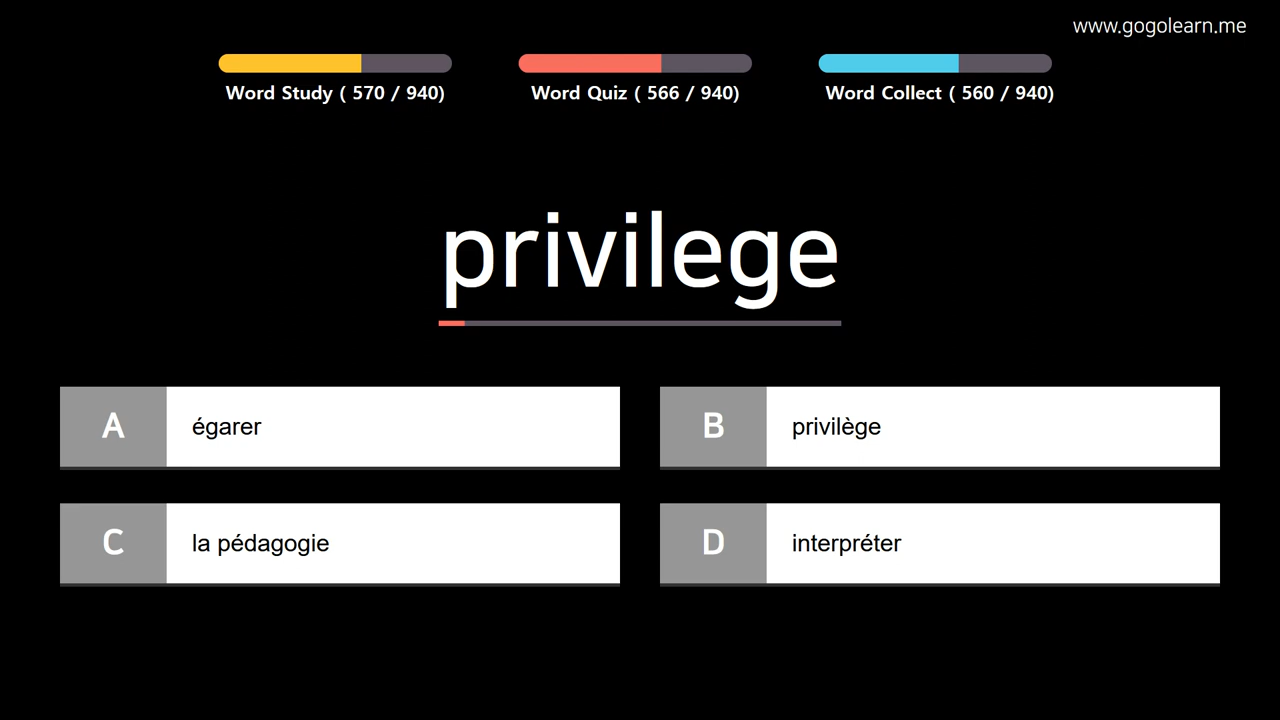 www.gogolearn.me
Word Study ( 570 / 940)
Word Quiz ( 566 / 940)
Word Collect ( 560 / 940)
privilege
A égarer
B privilège
C la pédagogie
D interpréter